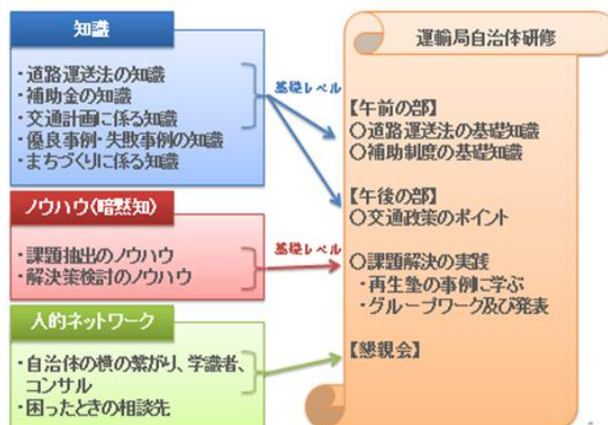 知識
・道路運送法の知識
・補助金の知識
・交通計画に係る知識
・優良事例・失敗事例の知識
・まちづくりに係る知識
ノウハウ(暗黙知)
・課題抽出のノウハウ
・解決策検討のノウハウ
人的ネットワーク
・自治体の横の繋がり、学識者、
コンサル
・困ったときの相談先
基礎レベル
基礎レベル
運輸局自治体研修
【午前の部】
〇道路運送法の基礎知識
〇補助制度の基礎知識
【午後の部】
〇交通政策のポイント
〇課題解決の実践
・再生塾の事例に学ぶ
・グループワーク及び発表
【懇親会】